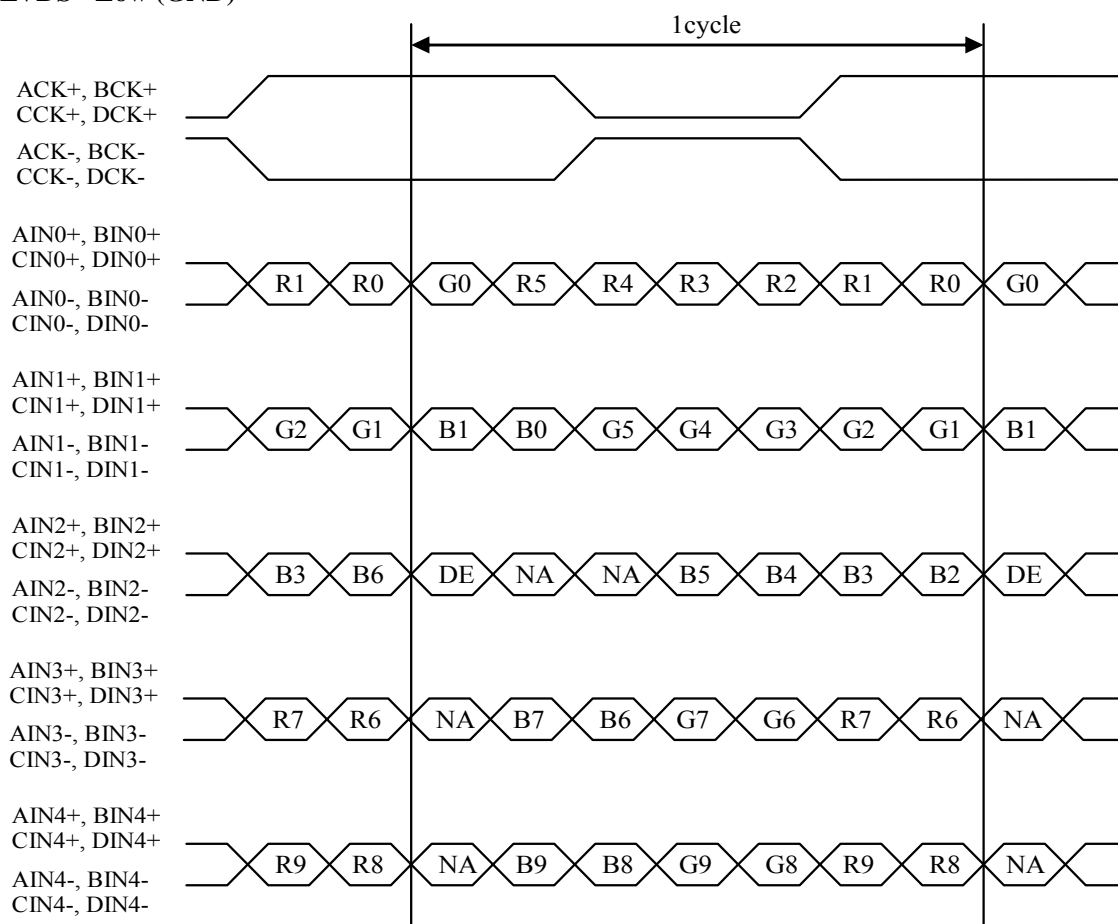 1cycle
ACK+, BCK+
CCK+, DCK+
ACK-, BCK-
CCK-, DCK-
AIN0+, BIN0+
CIN0+, DIN0+
AIN0-, BIN0-
CIN0-, DIN0-
R1 R0 G0 R5 R4 R3 R2 R1 R0 G0
AIN1+, BIN1+
CIN1+, DIN1+
AIN1-, BIN1-
CIN1-, DIN1-
G2 G1 B1 B0 G5 G4 G3 G2 G1 B1
AIN2+, BIN2+
CIN2+, DIN2+
AIN2-, BIN2-
CIN2-, DIN2-
B3 B6 DE NA NA B5 B4 B3 B2 DE
AIN3+, BIN3+
CIN3+, DIN3+
AIN3-, BIN3-
CIN3-, DIN3-
R7 R6 NA B7 B6 G7 G6 R7 R6 NA
AIN4+, BIN4+
CIN4+, DIN4+
AIN4-, BIN4-
CIN4-, DIN4-
R9 R8 NA B9 B8 G9 G8 R9 R8 NA